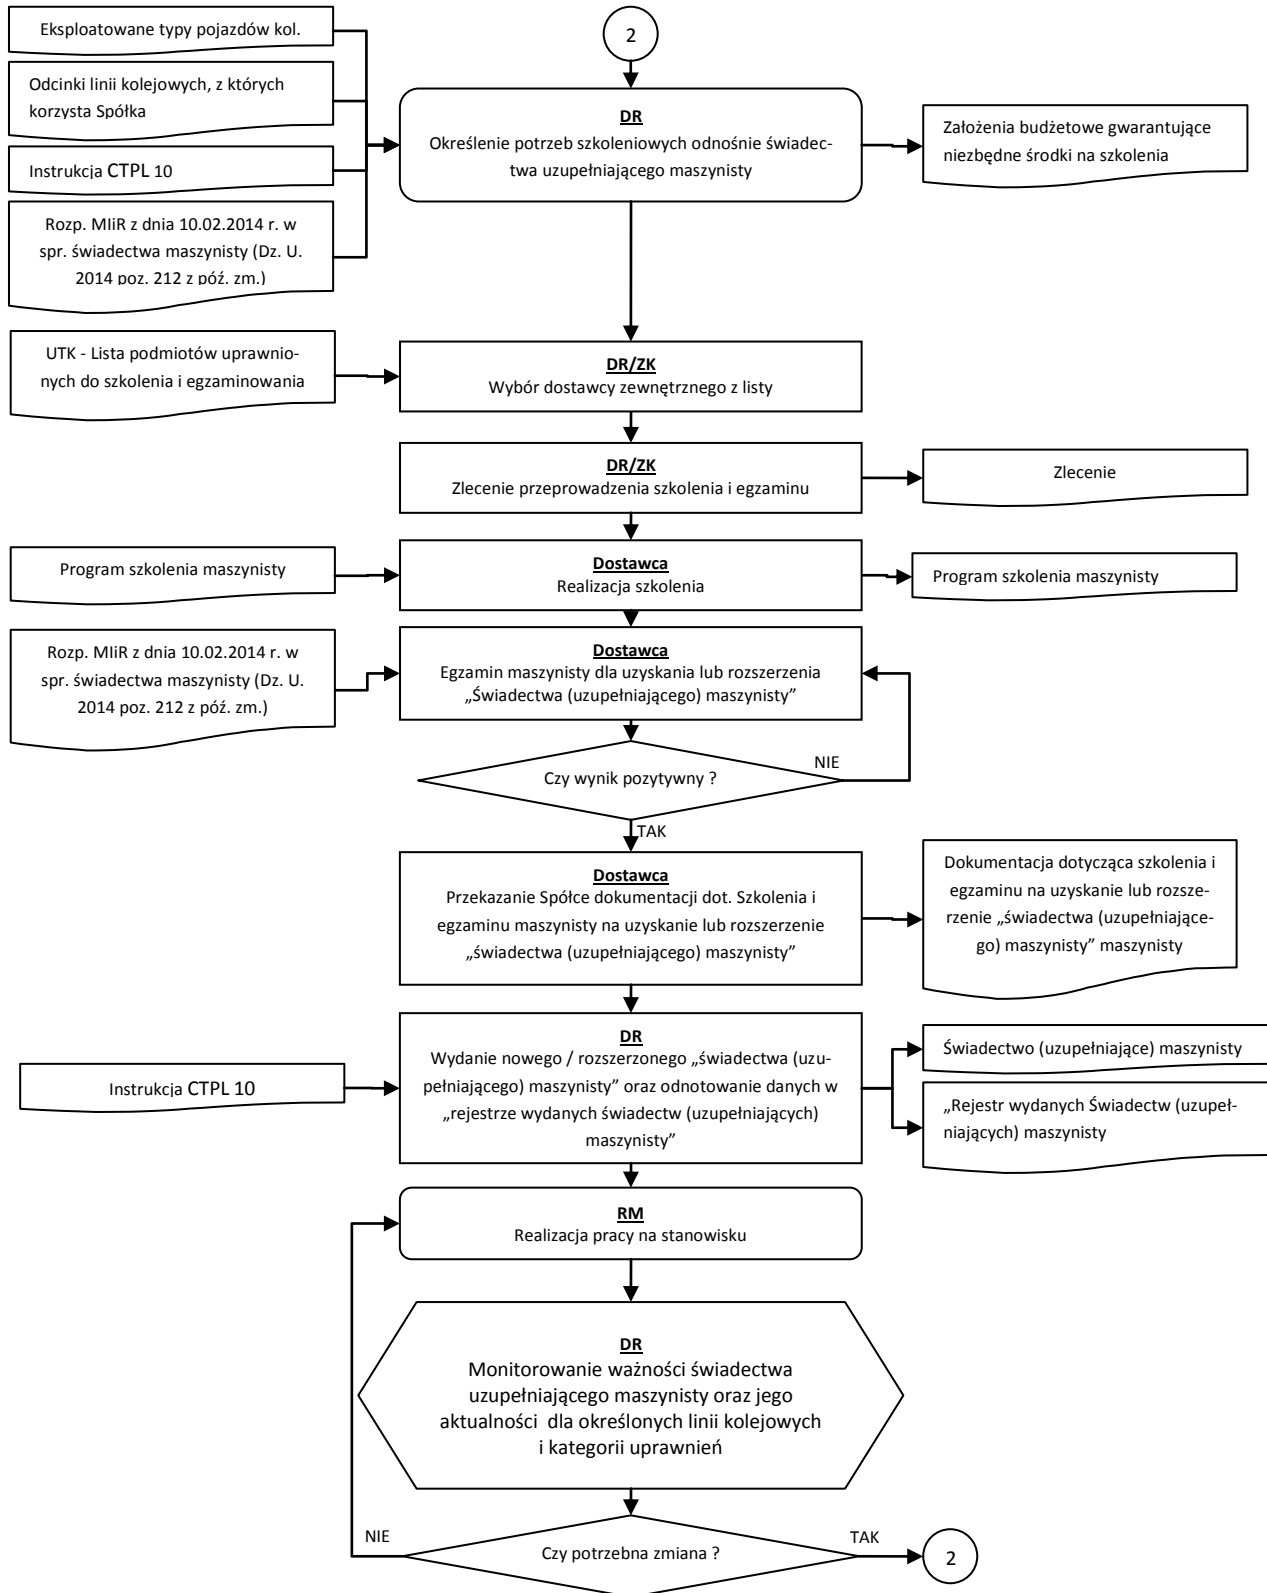 Eksploatowane typy pojazdów kol.
2
Odcinki linii kolejowych, z których
korzysta Spółka
DR
Określenie potrzeb szkoleniowych odnośnie świadec-
twa uzupełniającego maszynisty
Założenia budżetowe gwarantujące
niezbędne środki na szkolenia
Instrukcja CTPL 10
Rozp. MIiR z dnia 10.02.2014 r. w
spr. świadectwa maszynisty (Dz. U.
2014 poz. 212 z póź. zm.)
UTK - Lista podmiotów uprawnio-
nych do szkolenia i egzaminowania
DR/ZK
Wybór dostawcy zewnętrznego z listy
DR/ZK
Zlecenie przeprowadzenia szkolenia i egzaminu
Zlecenie
Program szkolenia maszynisty
Dostawca
Realizacja szkolenia
Program szkolenia maszynisty
Rozp. MIiR z dnia 10.02.2014 r. w
spr. świadectwa maszynisty (Dz. U.
2014 poz. 212 z póź. zm.)
Dostawca
Egzamin maszynisty dla uzyskania lub rozszerzenia
„Świadectwa (uzupełniającego) maszynisty”
Czy wynik pozytywny ?
NIE
TAK
Dostawca
Przekazanie Spółce dokumentacji dot. Szkolenia i
egzaminu maszynisty na uzyskanie lub rozszerzenie
„świadectwa (uzupełniającego) maszynisty”
Dokumentacja dotycząca szkolenia i
egzaminu na uzyskanie lub rozsze-
rzenie „świadectwa (uzupełniające-
go) maszynisty” maszynisty
Instrukcja CTPL 10
DR
Wydanie nowego / rozszerzonego „świadectwa (uzu-
pełniającego) maszynisty” oraz odnotowanie danych w
„rejestrze wydanych świadectw (uzupełniających)
maszynisty”
Świadectwo (uzupełniające) maszynisty
„Rejestr wydanych Świadectw (uzupeł-
niających) maszynisty
RM
Realizacja pracy na stanowisku
DR
Monitorowanie ważności świadectwa
uzupełniającego maszynisty oraz jego
aktualności dla określonych linii kolejowych
i kategorii uprawnień
NIE
Czy potrzebna zmiana ?
TAK
2